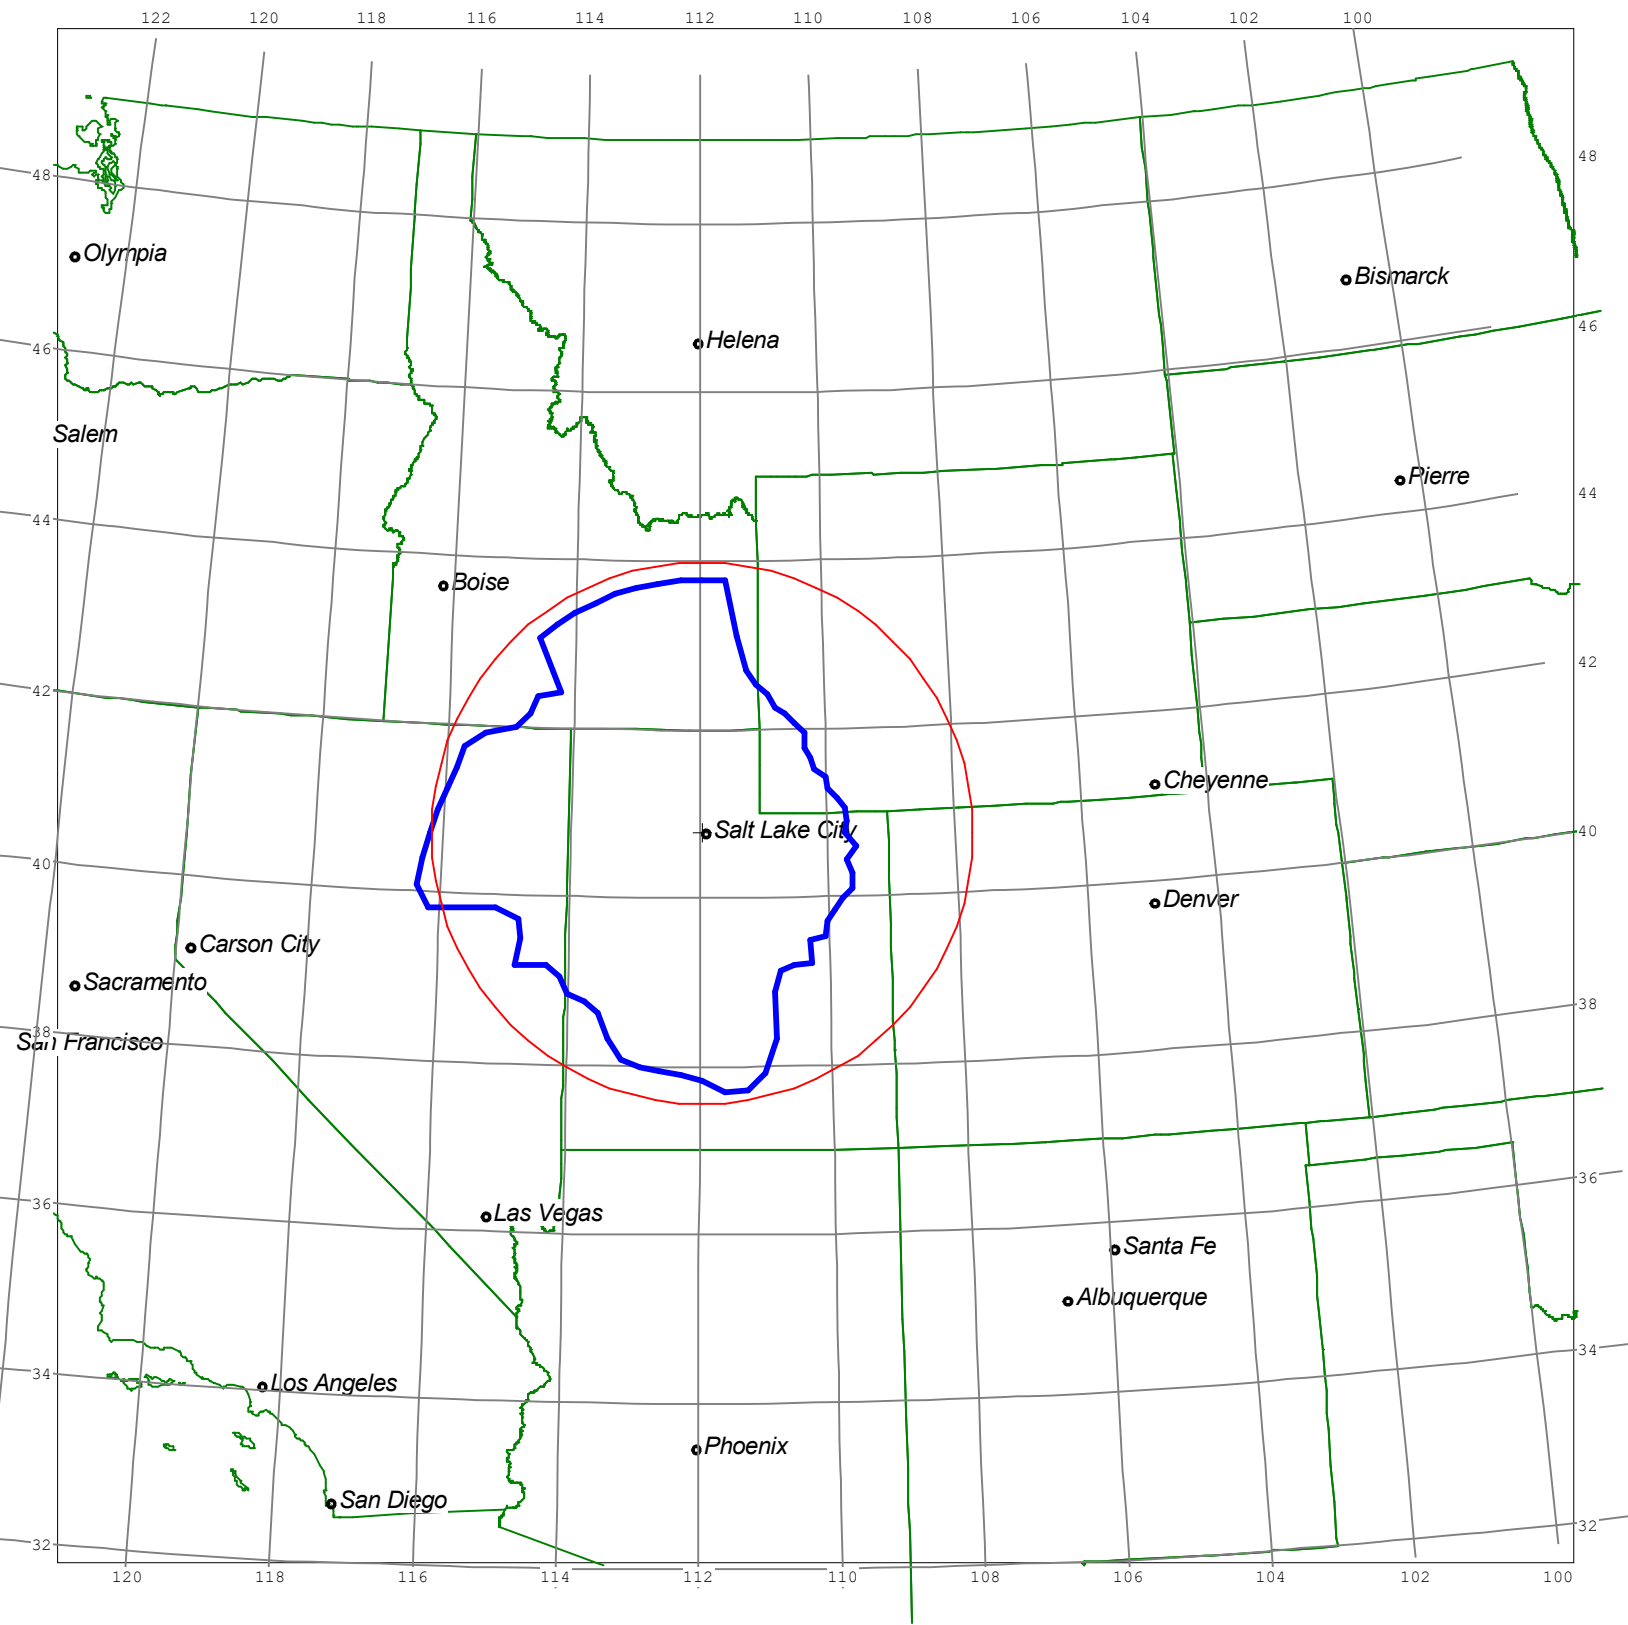 122 120 118 116 114 112 110 108 106 104 102 100
48 48
Olympia
Bismarck
46 Helena 46
Salem
Pierre
44 44
Boise
42 42
Cheyenne
Salt Lake City 40
40
Denver
Carson City
Sacramento
38 38
San Francisco
36 36
Las Vegas
Santa Fe
Albuquerque
34 34
Los Angeles
Phoenix
San Diego
32 32
120 118 116 114 112 110 108 106 104 102 100